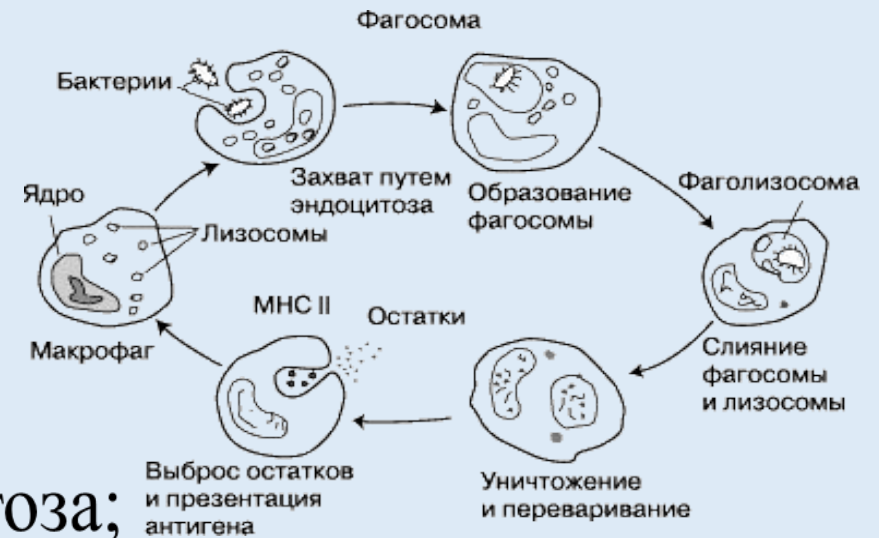 Фагосома
Бактерии
Захват путем
эндоцитоза
Образование
фагосомы
Фаголизосома
Ядро
Лизосомы
Макрофаг
МНС II
Остатки
Слияние
фагосомы
и лизосомы
Выброс остатков
и презентация
антигена
Уничтожение
и переваривание